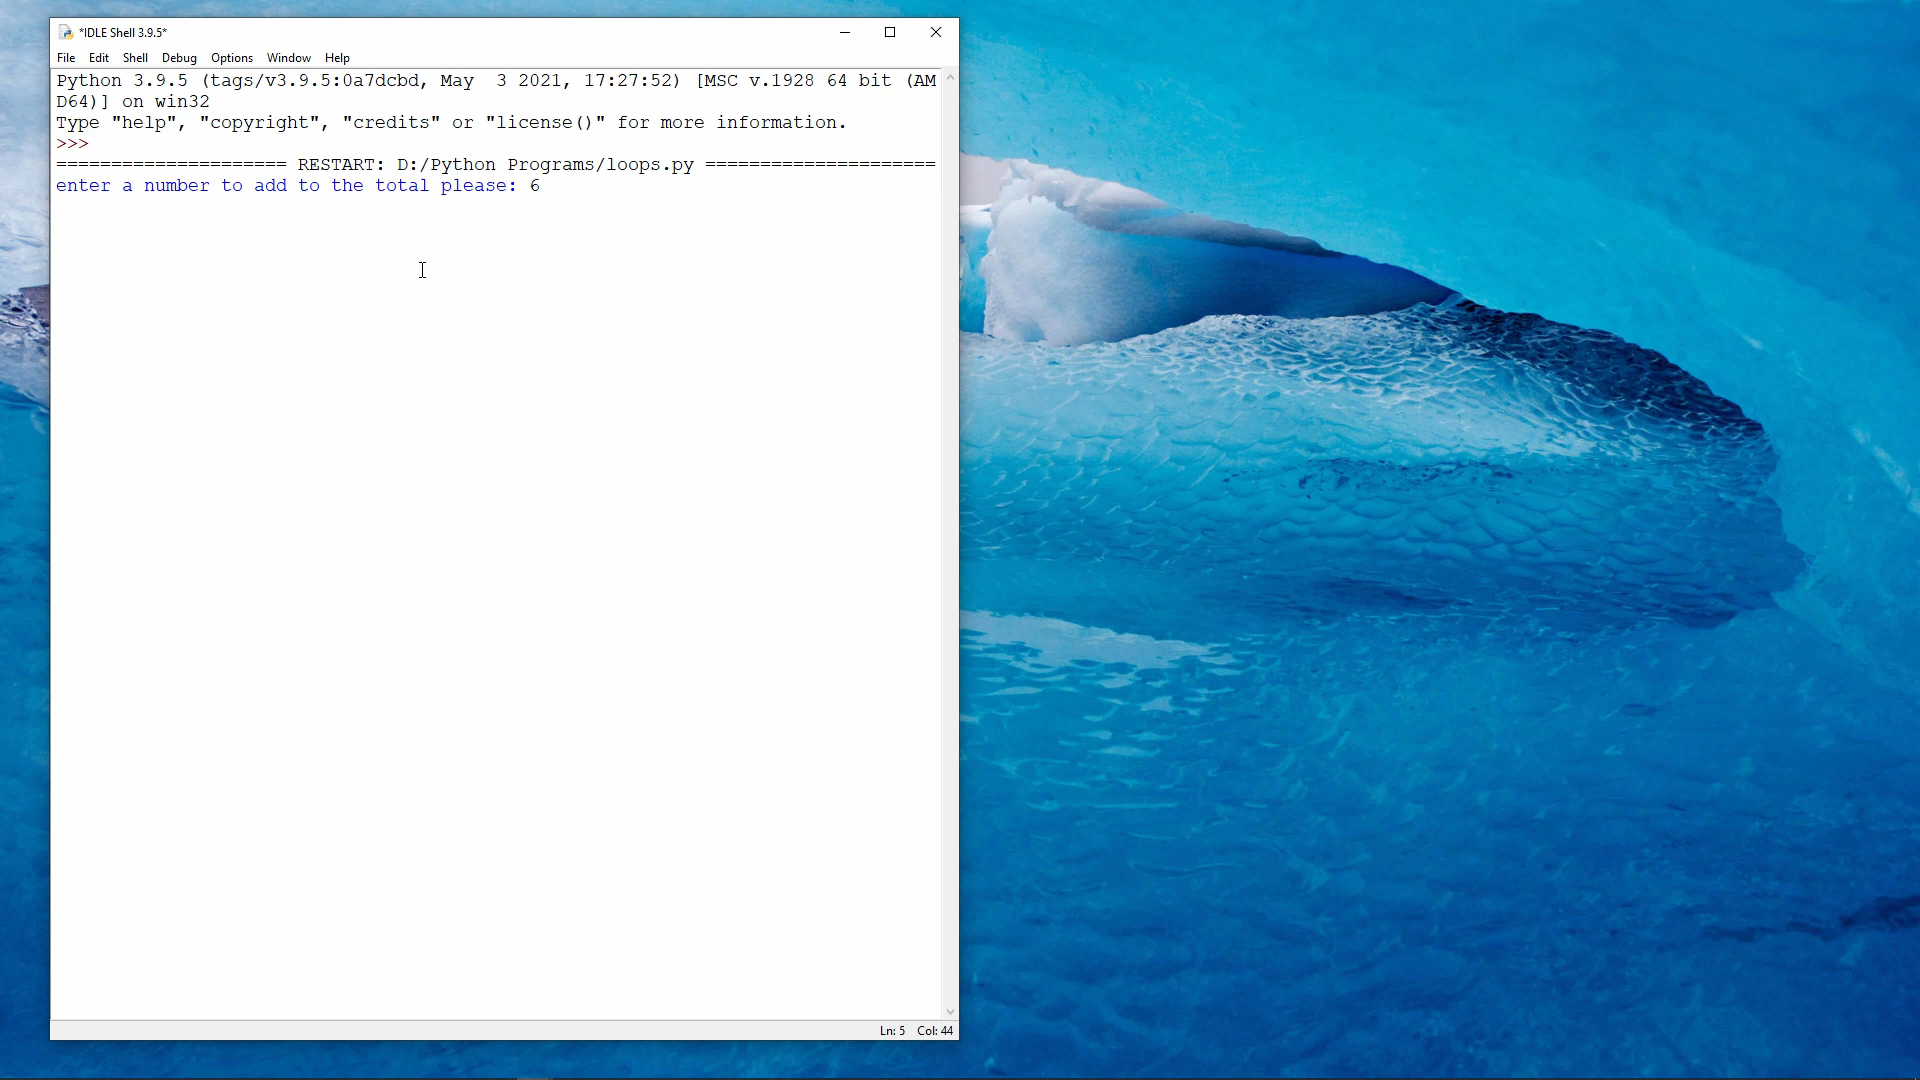 *IDLE Shell 3.9.5*
File Edit Shell Debug Options Window Help
Python 3.9.5 (tags/v3.9.5:0a7dcbd, May  3 2021, 17:27:52) [MSC v.1928 64 bit (AM
D64)] on win32
Type "help", "copyright", "credits" or "license()" for more information.
>>>
===================== RESTART: D:/Python Programs/loops.py =====================
enter a number to add to the total please: 6
Ln: 5 Col: 44